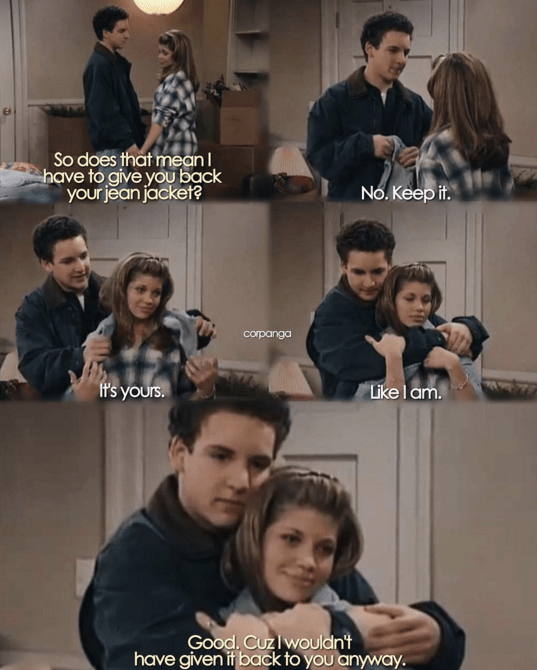 So does that mean I
have to give you back
your jean jacket?
No. Keep it.
corpanga
It's yours.
Like I am.
Good. Cuz I wouldn't
have given it back to you anyway.